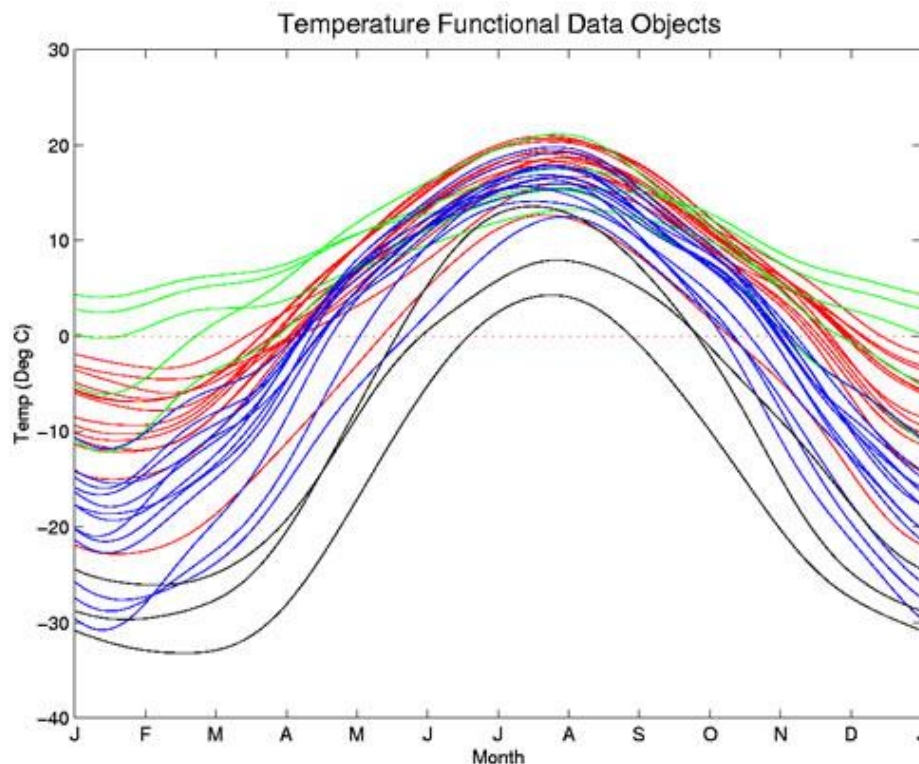 Temperature Functional Data Objects
30
20
10
0
−10
−20
−30
−40
Temp (Deg C)
J F M A M J J A S O N D J
Month